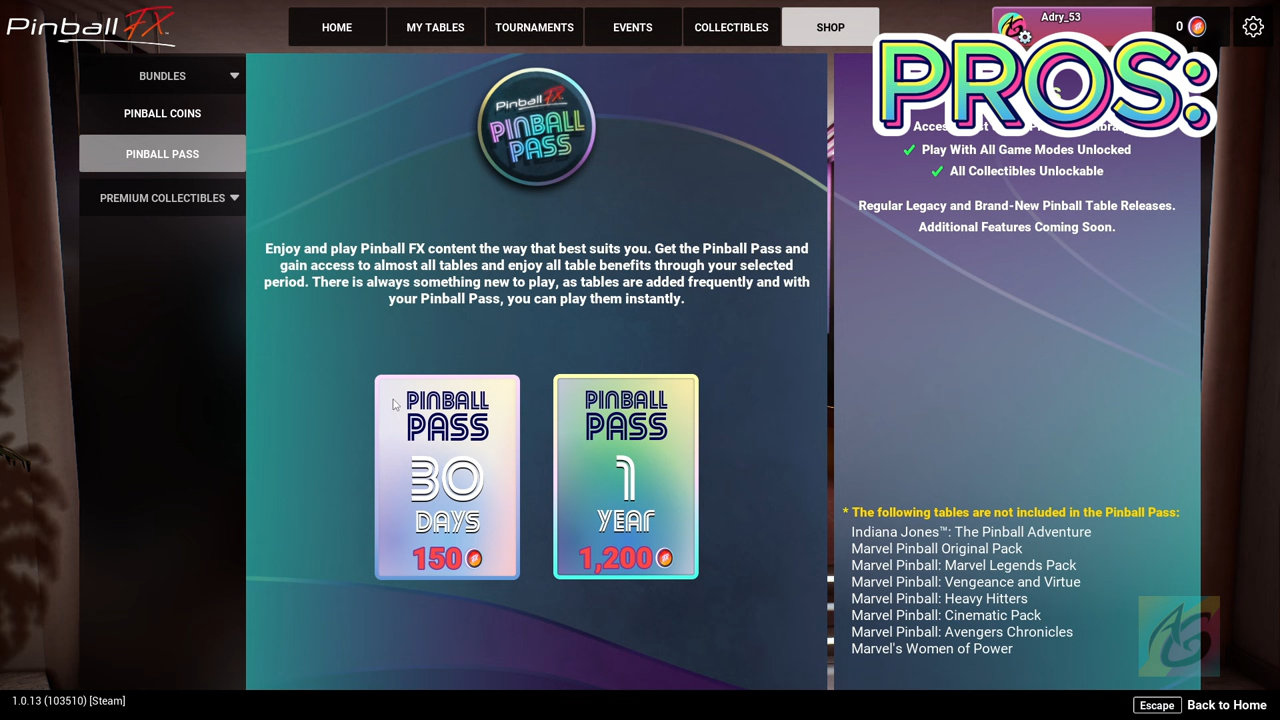 Pinball FX
HOME
MY TABLES
TOURNAMENTS
EVENTS
COLLECTIBLES
SHOP
Adry_53
0
PROS:
BUNDLES
PINBALL COINS
PINBALL PASS
PREMIUM COLLECTIBLES
Pinball FX
PINBALL
PASS
Enjoy and play Pinball FX content the way that best suits you. Get the Pinball Pass and
gain access to almost all tables and enjoy all table benefits through your selected
period. There is always something new to play, as tables are added frequently and with
your Pinball Pass, you can play them instantly.
PINBALL
PASS
30
DAYS
150
PINBALL
PASS
1
YEAR
1,200
Play With All Game Modes Unlocked
All Collectibles Unlockable
Regular Legacy and Brand-New Pinball Table Releases.
Additional Features Coming Soon.
* The following tables are not included in the Pinball Pass:
Indiana Jones™: The Pinball Adventure
Marvel Pinball Original Pack
Marvel Pinball: Marvel Legends Pack
Marvel Pinball: Vengeance and Virtue
Marvel Pinball: Heavy Hitters
Marvel Pinball: Cinematic Pack
Marvel Pinball: Avengers Chronicles
Marvel's Women of Power
AG
1.0.13 (103510) [Steam]
Escape Back to Home